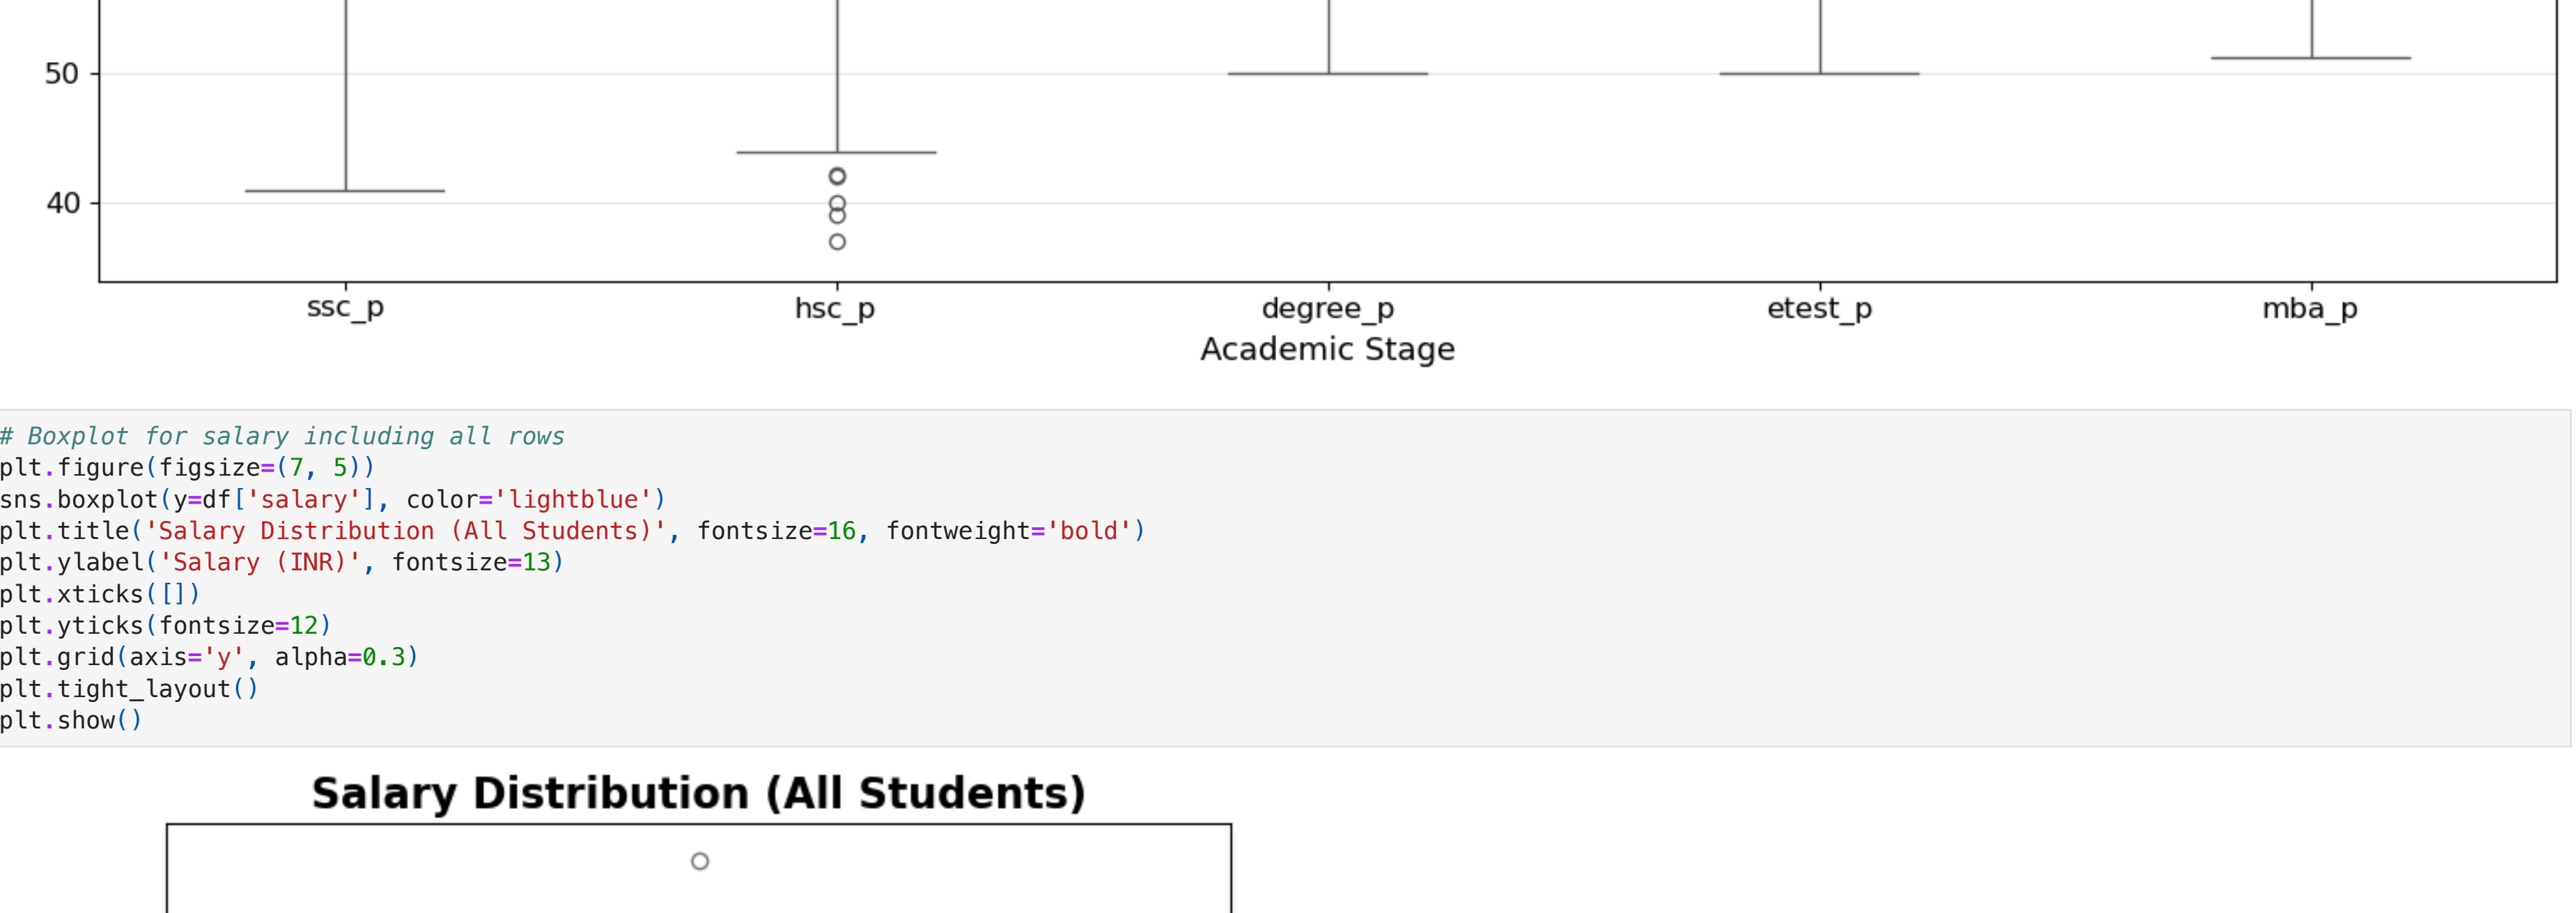 50
40
ssc_p hsc_p degree_p etest_p mba_p
Academic Stage
# Boxplot for salary including all rows
plt.figure(figsize=(7, 5))
sns.boxplot(y=df['salary'], color='lightblue')
plt.title('Salary Distribution (All Students)', fontsize=16, fontweight='bold')
plt.ylabel('Salary (INR)', fontsize=13)
plt.xticks([])
plt.yticks(fontsize=12)
plt.grid(axis='y', alpha=0.3)
plt.tight_layout()
plt.show()
Salary Distribution (All Students)